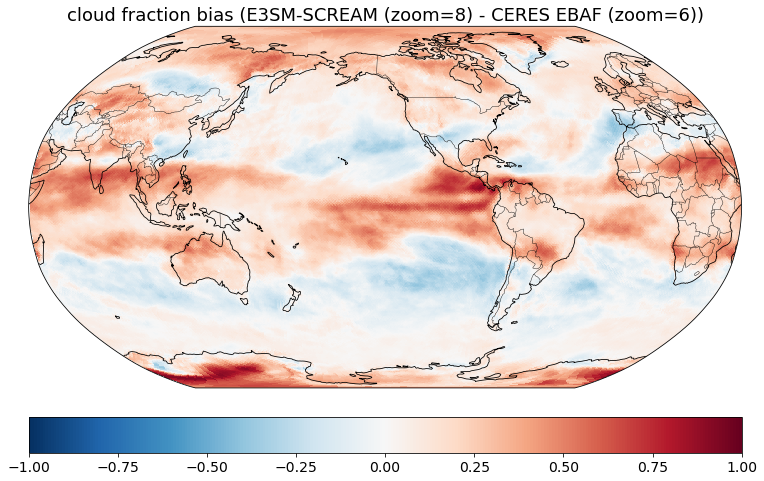 cloud fraction bias (E3SM-SCREAM (zoom=8) - CERES EBAF (zoom=6))
−1.00 −0.75 −0.50 −0.25 0.00 0.25 0.50 0.75 1.00